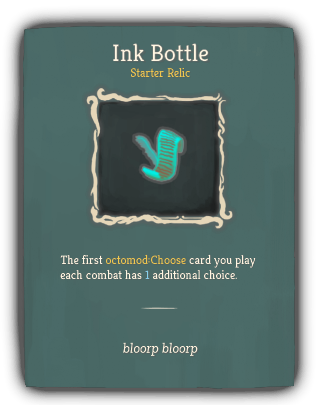 Ink Bottle
Starter Relic
The first octomod:Choose card you play
each combat has 1 additional choice.
bloorp bloorp